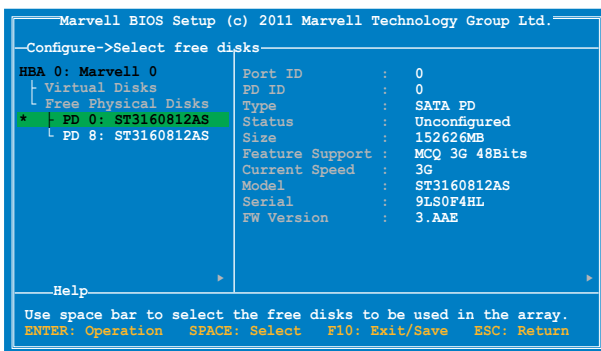 Marvell BIOS Setup (c) 2011 Marvell Technology Group Ltd.
Configure->Select free disks
HBA 0: Marvell 0
Virtual Disks
Free Physical Disks
* PD 0: ST3160812AS
PD 8: ST3160812AS
Port ID : 0
PD ID : 0
Type : SATA PD
Status : Unconfigured
Size : 152626MB
Feature Support : MCQ 3G 48Bits
Current Speed : 3G
Model : ST3160812AS
Serial : 9LS0F4HL
FW Version : 3.AAE
Help
Use space bar to select the free disks to be used in the array.
ENTER: Operation SPACE: Select F10: Exit/Save ESC: Return